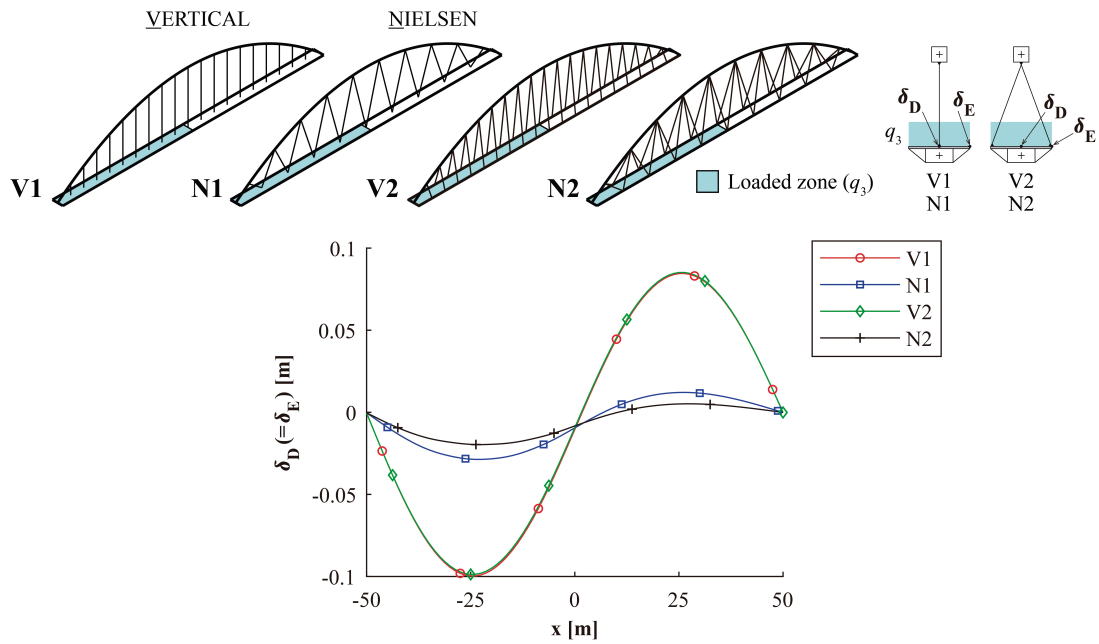 VERTICAL
NIELSEN
V1
N1
V2
N2
Loaded zone (q3)
δD
δE
q3
V1
N1
δD
δE
V2
N2
0.1
0.05
0
-0.05
-0.1
δD(=δE) [m]
-50
-25
0
25
50
x [m]
V1
N1
V2
N2